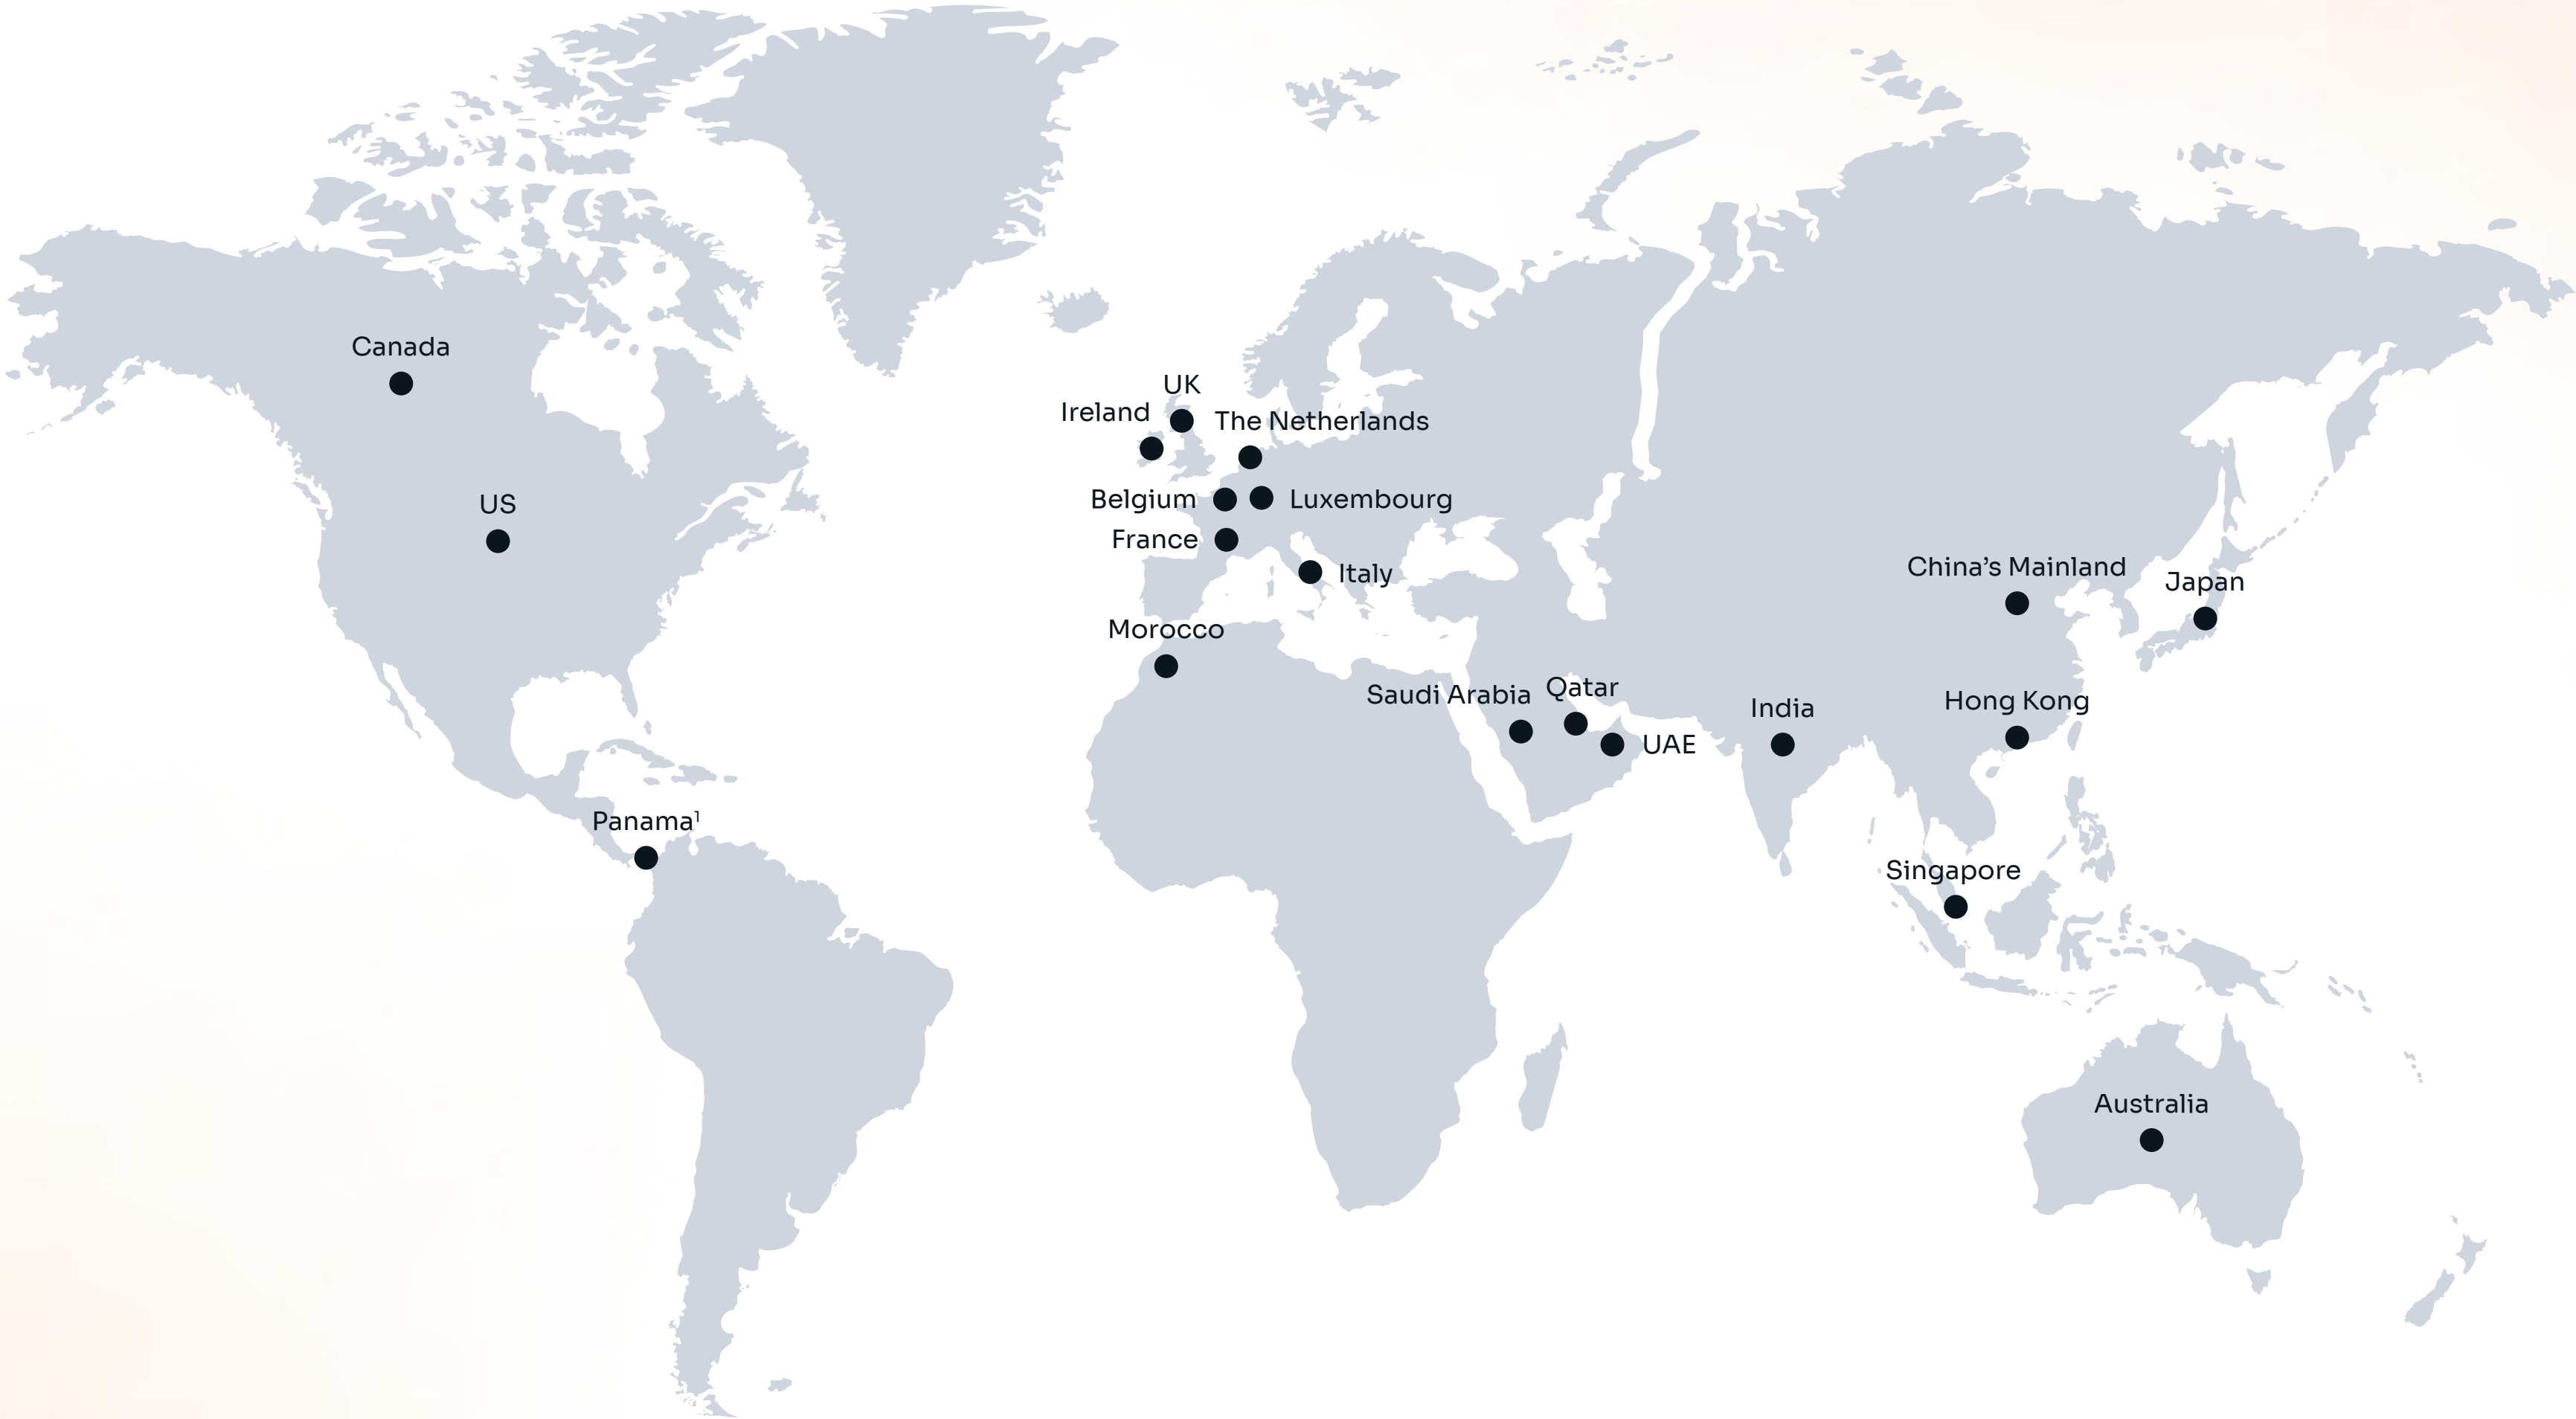 Canada
UK
Ireland
The Netherlands
US
Belgium
Luxembourg
France
Italy
China’s Mainland
Japan
Morocco
Saudi Arabia
Qatar
India
Hong Kong
UAE
Panama¹
Singapore
Australia